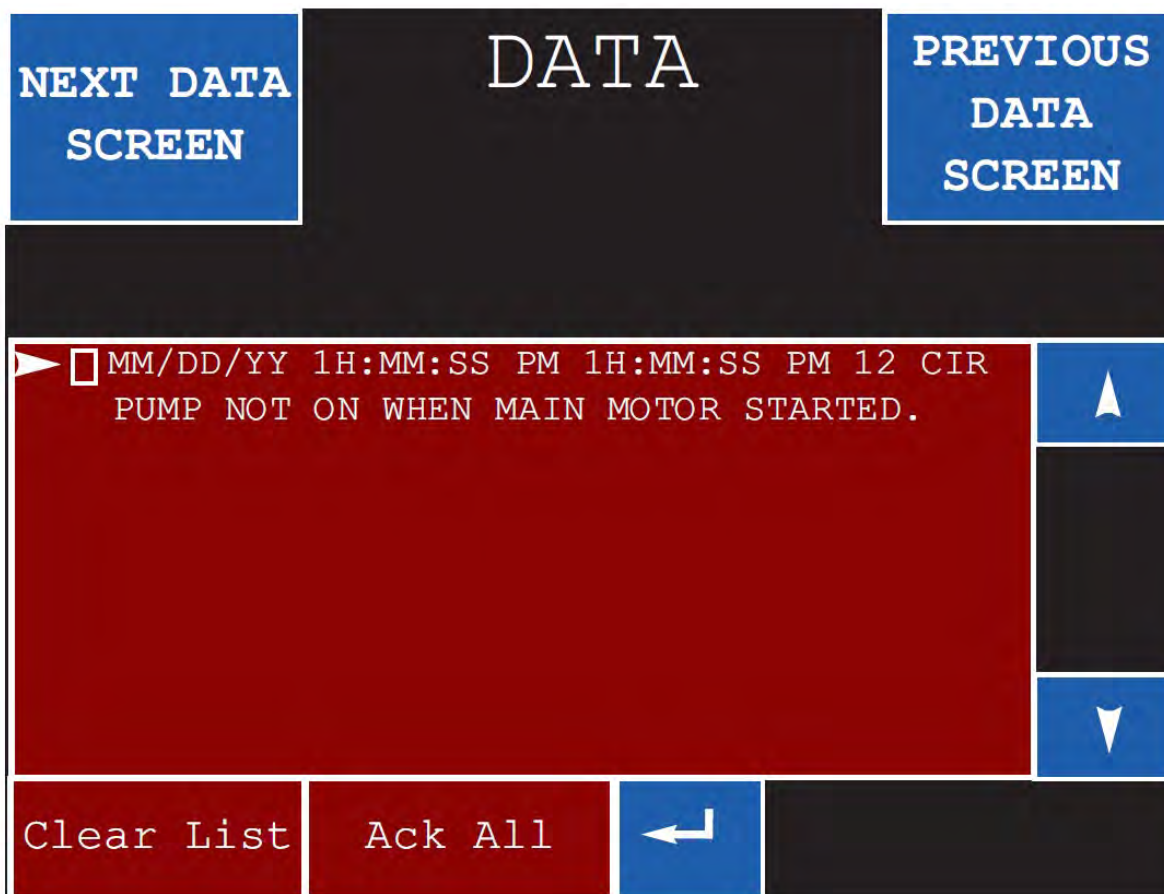 NEXT DATA
SCREEN
DATA
PREVIOUS
DATA
SCREEN
MM/DD/YY 1H:MM:SS PM 1H:MM:SS PM 12 CIR
PUMP NOT ON WHEN MAIN MOTOR STARTED.
Clear List
Ack All